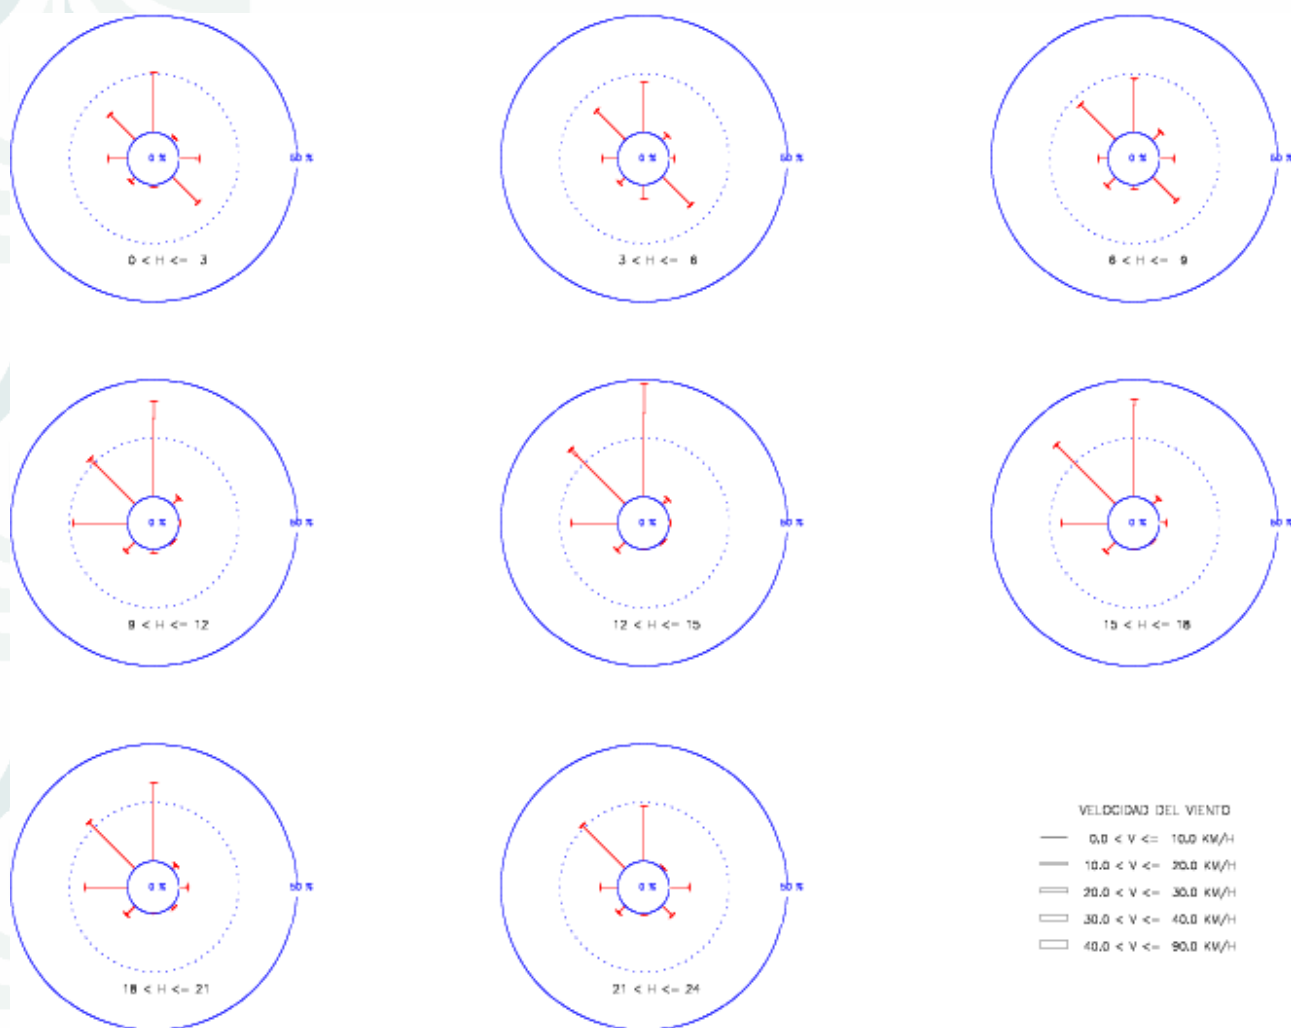 0 %
50 %
0 < H <= 3
0 %
50 %
3 < H <= 6
0 %
50 %
6 < H <= 9
0 %
50 %
9 < H <= 12
0 %
50 %
12 < H <= 15
0 %
50 %
15 < H <= 18
0 %
50 %
18 < H <= 21
0 %
50 %
21 < H <= 24
VELOCIDAD DEL VIENTO
0.0 < V <= 10.0 KM/H
10.0 < V <= 20.0 KM/H
20.0 < V <= 30.0 KM/H
30.0 < V <= 40.0 KM/H
40.0 < V <= 90.0 KM/H